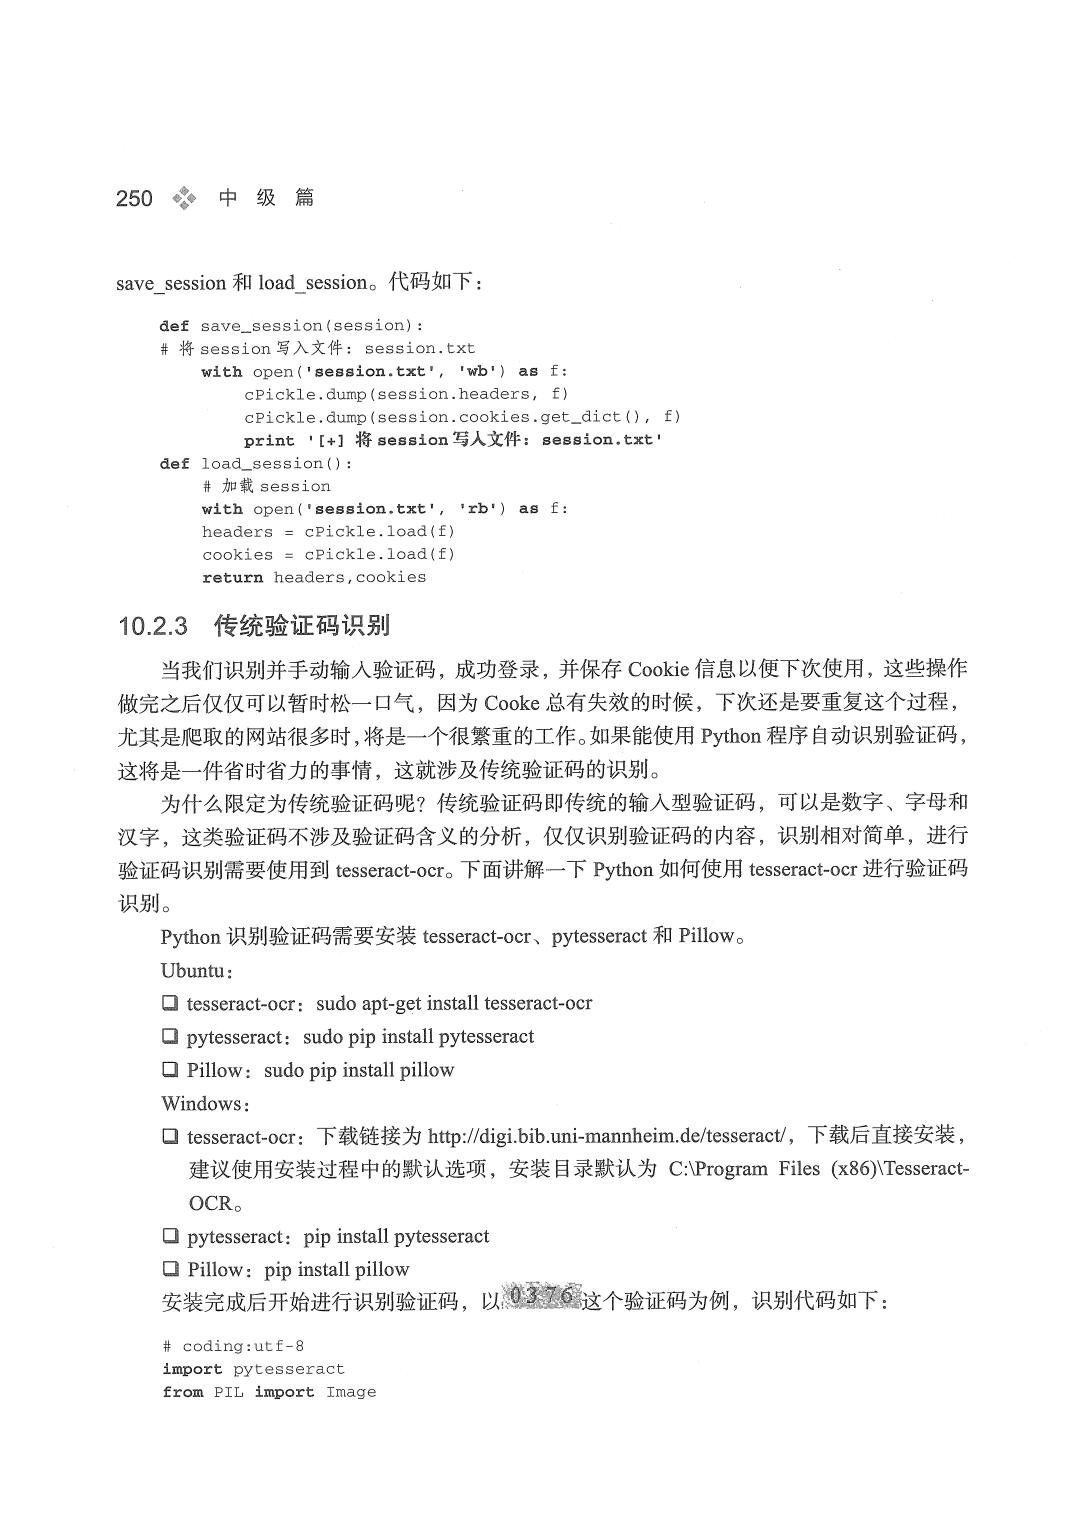 250 中 级 篇
save_session 和 load_session。代码如下：
def save_session(session):
# 将 session 写入文件: session.txt
with open('session.txt', 'wb') as f:
cPickle.dump(session.headers, f)
cPickle.dump(session.cookies.get_dict(), f)
print '[+] 将 session 写入文件: session.txt'
def load_session():
# 加载 session
with open('session.txt', 'rb') as f:
headers = cPickle.load(f)
cookies = cPickle.load(f)
return headers,cookies
10.2.3 传统验证码识别
当我们识别并手动输入验证码，成功登录，并保存 Cookie 信息以便下次使用，这些操作
做完之后仅仅可以暂时松一口气，因为 Cooke 总有失效的时候，下次还是要重复这个过程，
尤其是爬取的网站很多时，将是一个很繁重的工作。如果能使用 Python 程序自动识别验证码，
这将是一件省时省力的事情，这就涉及传统验证码的识别。
为什么限定为传统验证码呢？传统验证码即传统的输入型验证码，可以是数字、字母和
汉字，这类验证码不涉及验证码含义的分析，仅仅识别验证码的内容，识别相对简单，进行
验证码识别需要使用到 tesseract-ocr。下面讲解一下 Python 如何使用 tesseract-ocr 进行验证码
识别。
Python 识别验证码需要安装 tesseract-ocr、pytesseract 和 Pillow。
Ubuntu：
❑ tesseract-ocr：sudo apt-get install tesseract-ocr
❑ pytesseract：sudo pip install pytesseract
❑ Pillow：sudo pip install pillow
Windows：
❑ tesseract-ocr：下载链接为 http://digi.bib.uni-mannheim.de/tesseract/，下载后直接安装，
建议使用安装过程中的默认选项，安装目录默认为 C:\Program Files (x86)\Tesseract-
OCR。
❑ pytesseract：pip install pytesseract
❑ Pillow：pip install pillow
安装完成后开始进行识别验证码，以 0376 这个验证码为例，识别代码如下：
# coding:utf-8
import pytesseract
from PIL import Image